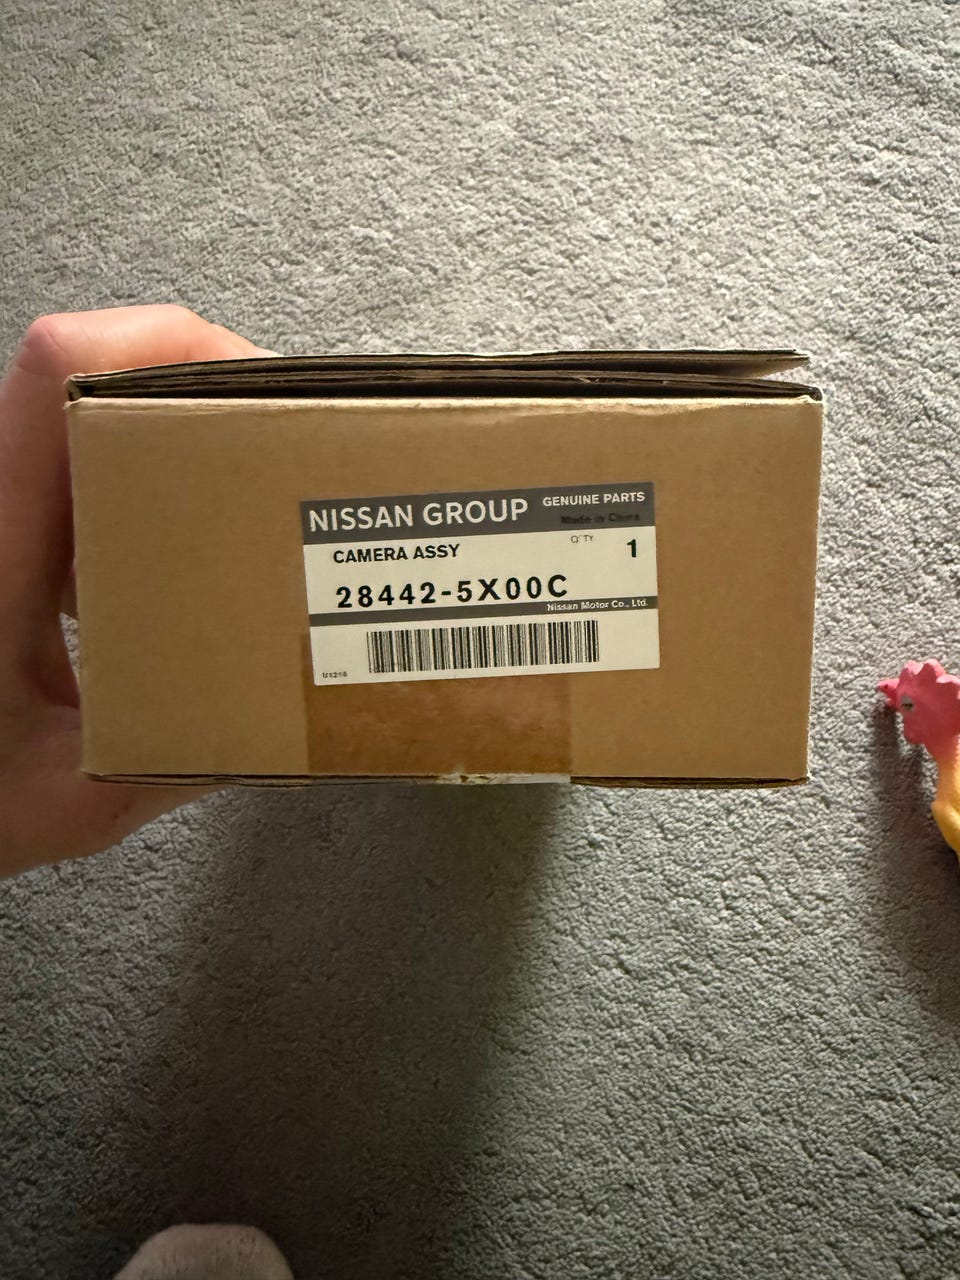 NISSAN GROUP GENUINE PARTS
Made in China
CAMERA ASSY Q'TY 1
28442-5X00C
Nissan Motor Co., Ltd.
U1216